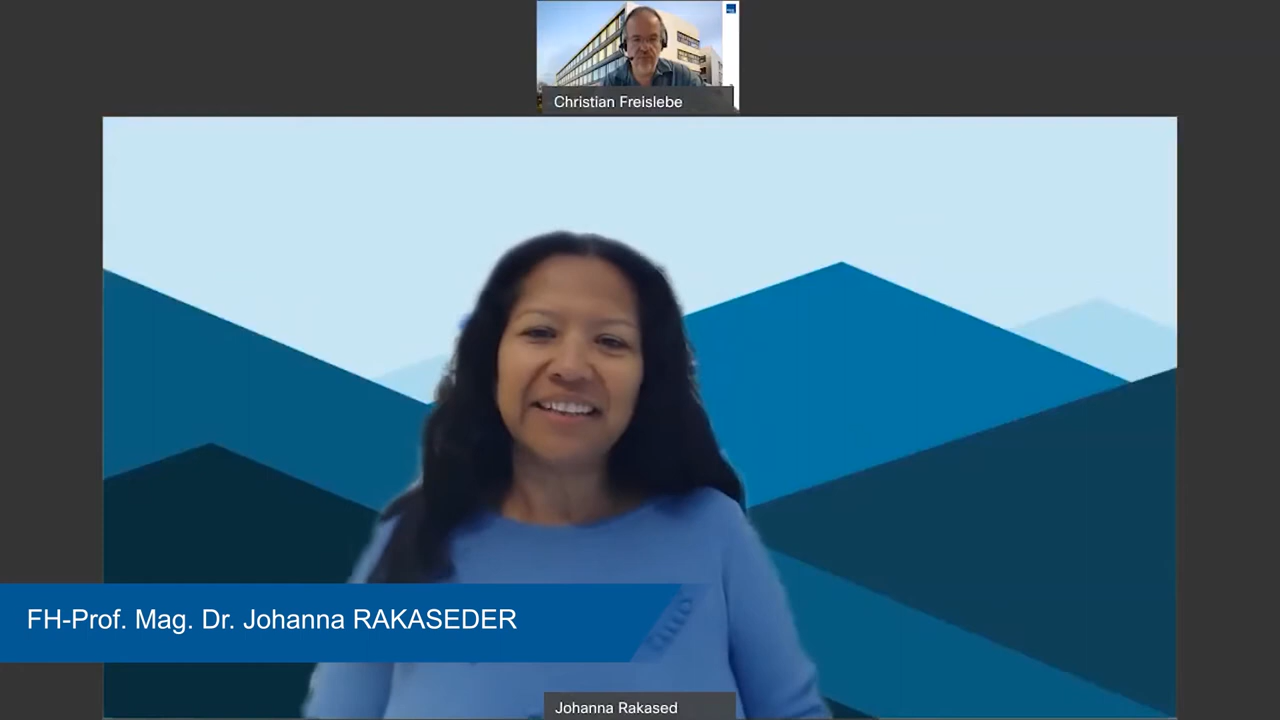 Christian Freislebe
FH-Prof. Mag. Dr. Johanna RAKASEDER
Johanna Rakased